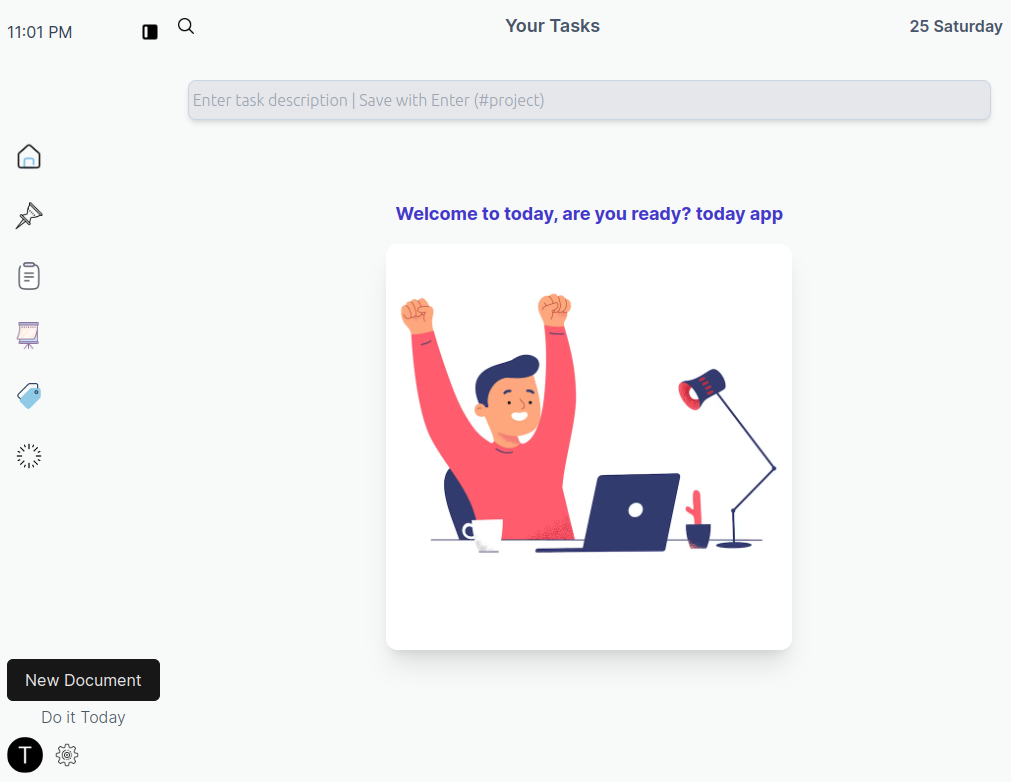 11:01 PM
Your Tasks
25 Saturday
Enter task description | Save with Enter (#project)
Welcome to today, are you ready? today app
New Document
Do it Today
T